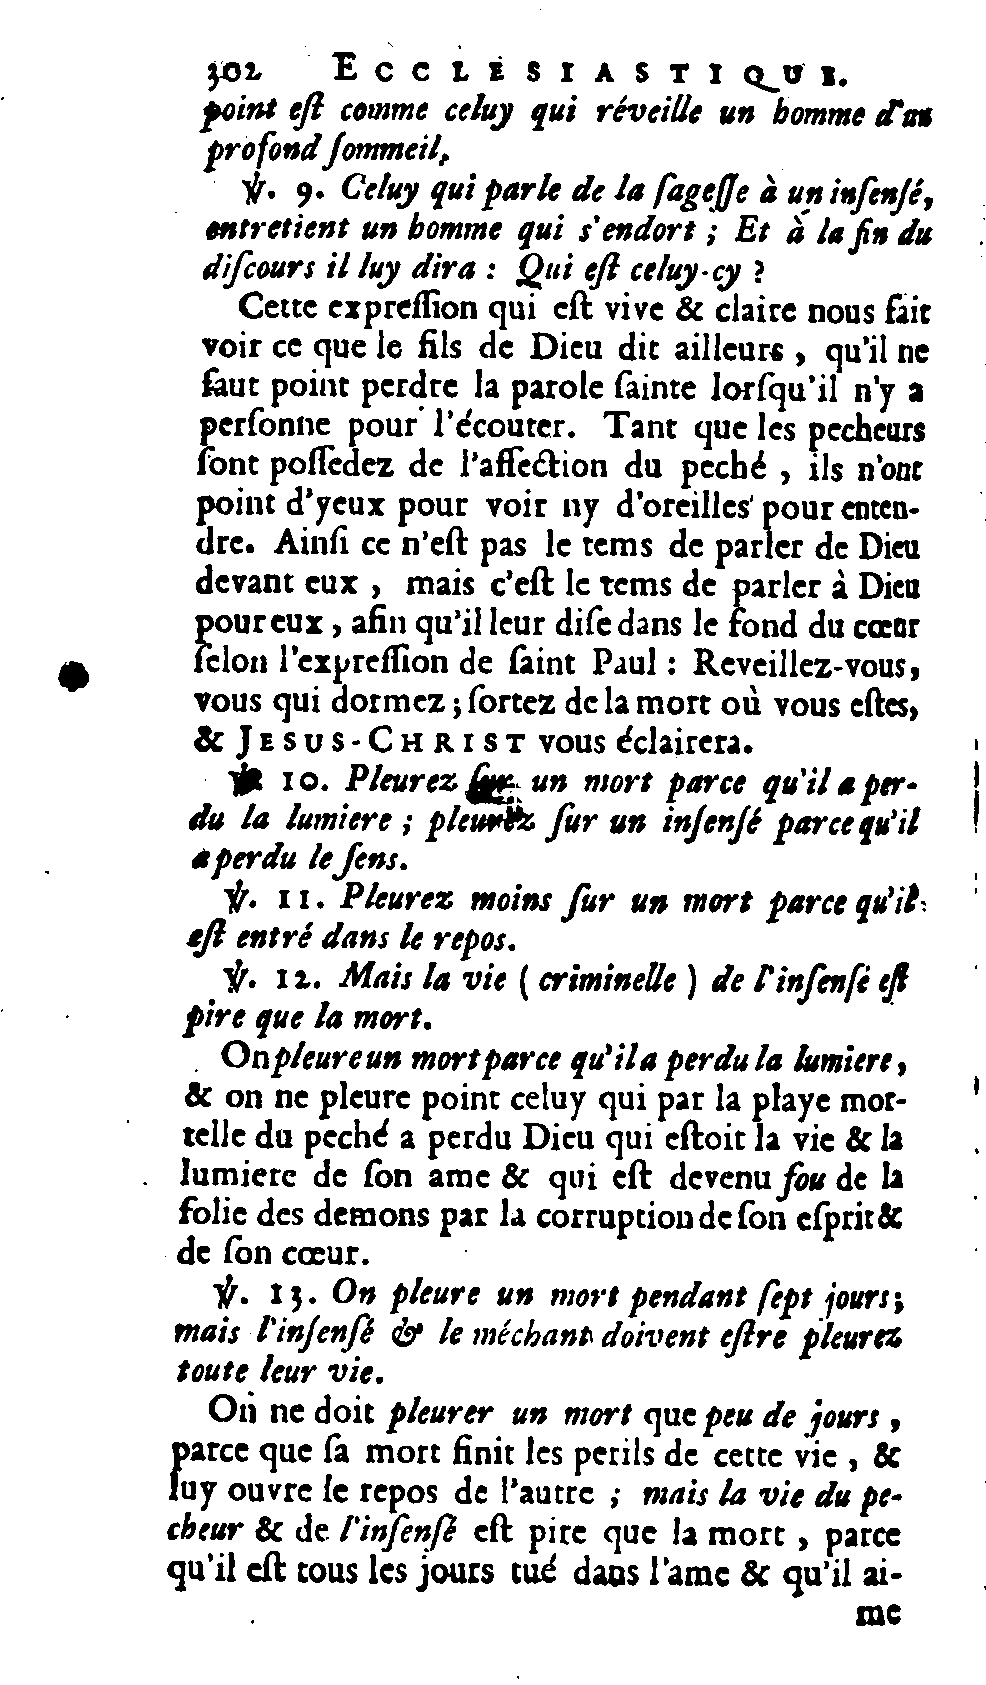 302 ECCLESIASTIQUE.
point eſt comme celuy qui réveille un homme d'un
profond ſommeil,
℣. 9. Celuy qui parle de la ſageſſe à un inſenſé,
entretient un homme qui s'endort ; Et à la fin du
diſcours il luy dira : Qui eſt celuy-cy ?
Cette expreſſion qui eſt vive & claire nous fait
voir ce que le fils de Dieu dit ailleurs, qu'il ne
faut point perdre la parole ſainte lorſqu'il n'y a
perſonne pour l'écouter. Tant que les pecheurs
ſont poſſedez de l'affection du peché, ils n'ont
point d'yeux pour voir ny d'oreilles pour enten-
dre. Ainſi ce n'eſt pas le tems de parler de Dieu
devant eux, mais c'eſt le tems de parler à Dieu
pour eux, afin qu'il leur diſe dans le fond du cœur
ſelon l'expreſſion de ſaint Paul : Reveillez-vous,
vous qui dormez ; ſortez de la mort où vous eſtes,
& JESUS-CHRIST vous éclairera.
℣. 10. Pleurez ſur un mort parce qu'il a per-
du la lumiere ; pleurez ſur un inſenſé parce qu'il
a perdu le ſens.
℣. 11. Pleurez moins ſur un mort parce qu'il
eſt entré dans le repos.
℣. 12. Mais la vie ( criminelle ) de l'inſenſé eſt
pire que la mort.
On pleure un mort parce qu'il a perdu la lumiere,
& on ne pleure point celuy qui par la playe mor-
telle du peché a perdu Dieu qui eſtoit la vie & la
lumiere de ſon ame & qui eſt devenu fou de la
folie des demons par la corruption de ſon eſprit &
de ſon cœur.
℣. 13. On pleure un mort pendant ſept jours ;
mais l'inſenſé & le méchant doivent eſtre pleurez
toute leur vie.
On ne doit pleurer un mort que peu de jours,
parce que ſa mort finit les perils de cette vie, &
luy ouvre le repos de l'autre ; mais la vie du pe-
cheur & de l'inſenſé eſt pire que la mort, parce
qu'il eſt tous les jours tué dans l'ame & qu'il ai-
me